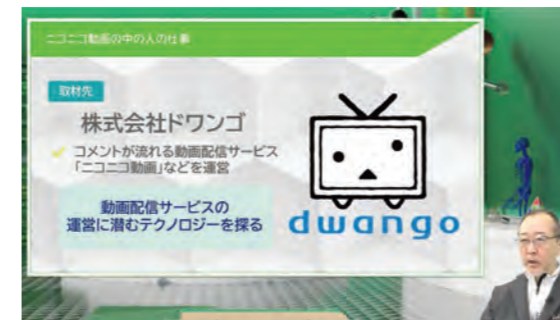 ニコニコ動画の中の人の仕事
取材先
株式会社ドワンゴ
コメントが流れる動画配信サービス
「ニコニコ動画」などを運営
動画配信サービスの
運営に潜むテクノロジーを探る
dwango